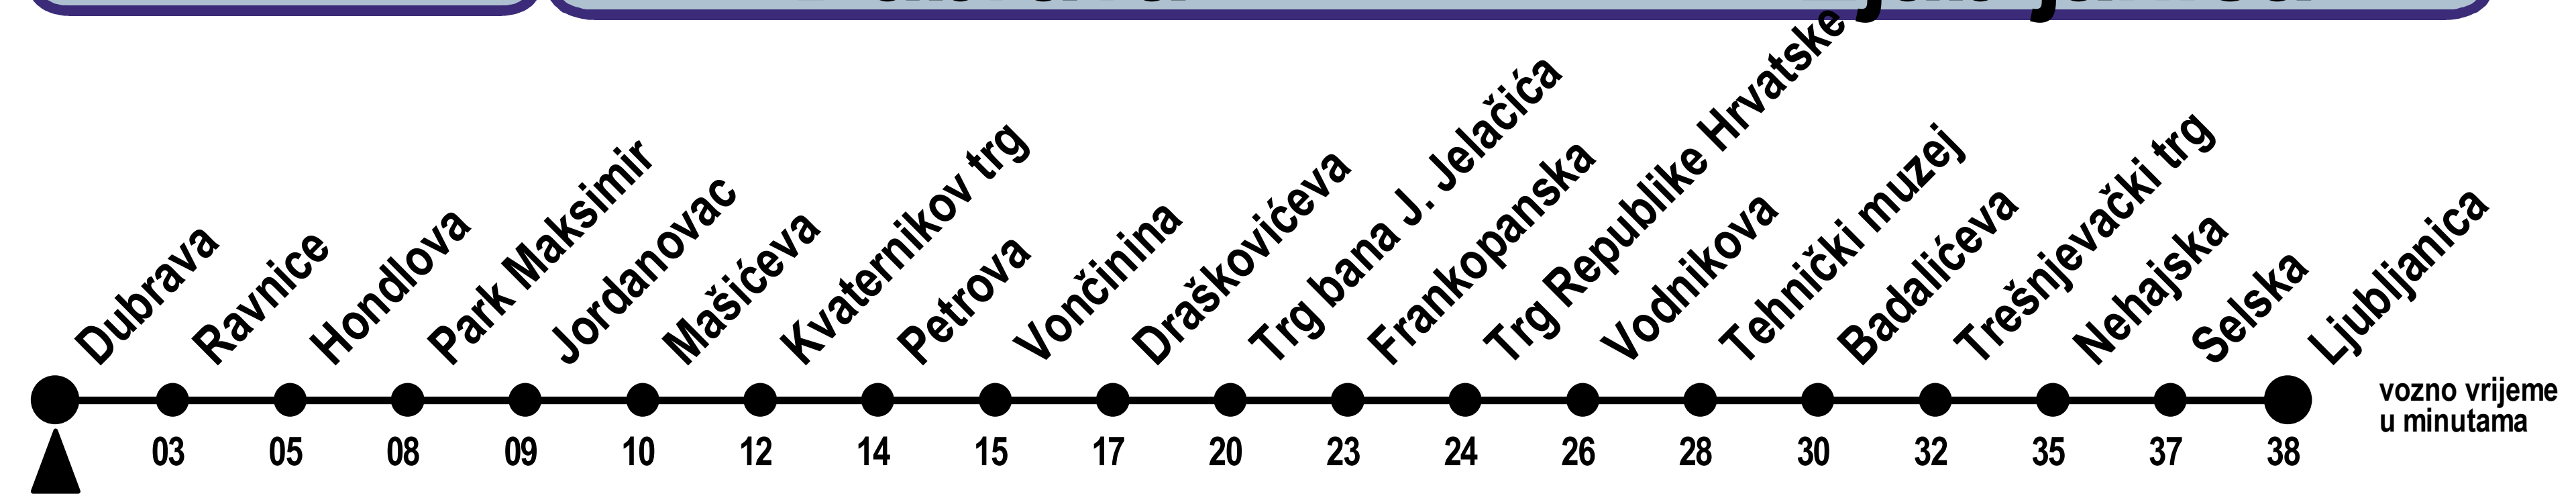 Dubrava
Ravnice
Hondlova
Park Maksimir
Jordanovac
Mašićeva
Kvaternikov trg
Petrova
Vončinina
Draškovićeva
Trg bana J. Jelačića
Frankopanska
Trg Republike Hrvatske
Vodnikova
Tehnički muzej
Badalićeva
Trešnjevački trg
Nehajska
Selska
Ljubljanica
vozno vrijeme
u minutama
03 05 08 09 10 12 14 15 17 20 23 24 26 28 30 32 35 37 38